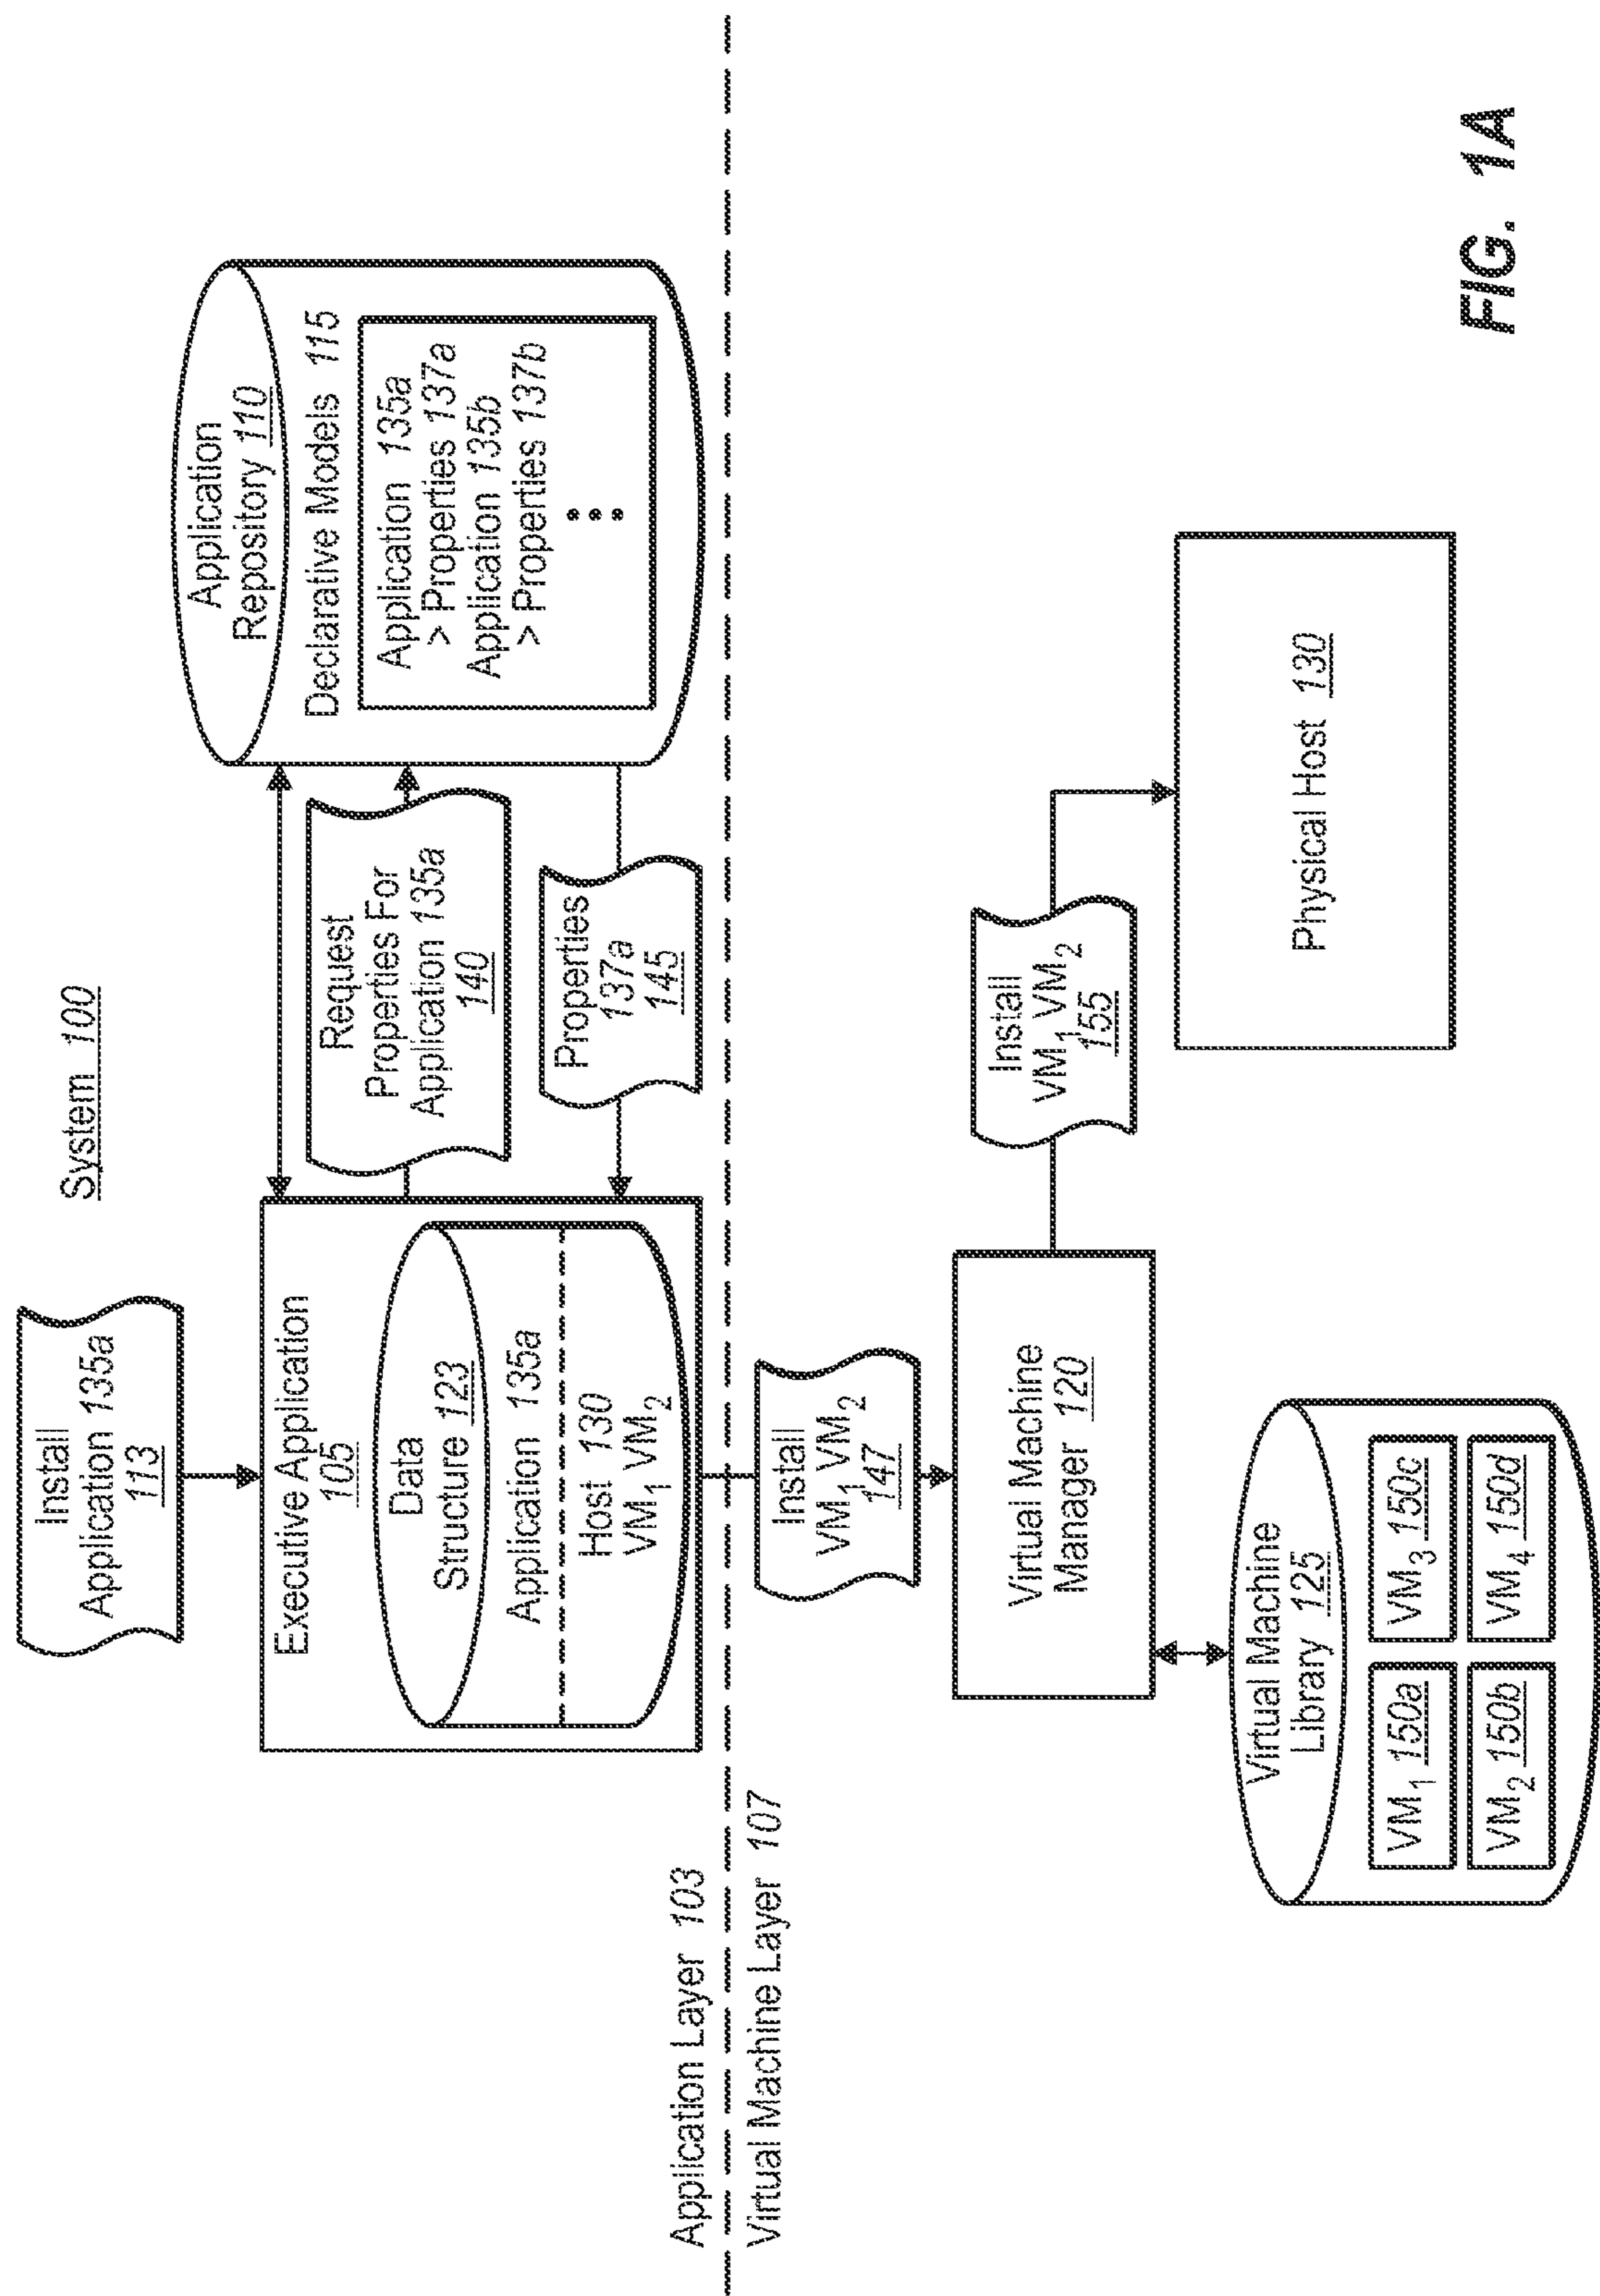 System 100
Install
Application 135a
113
Executive Application
105
Data
Structure 123
Application 135a
Host 130
VM1 VM2
Request
Properties For
Application 135a
140
Properties
137a
145
Application
Repository 110
Declarative Models 115
Application 135a
> Properties 137a
Application 135b
> Properties 137b
Application Layer 103
Virtual Machine Layer 107
Install
VM1 VM2
147
Virtual Machine
Manager 120
Install
VM1 VM2
155
Physical Host 130
Virtual Machine
Library 125
VM1 150a
VM3 150c
VM2 150b
VM4 150d
FIG. 1A